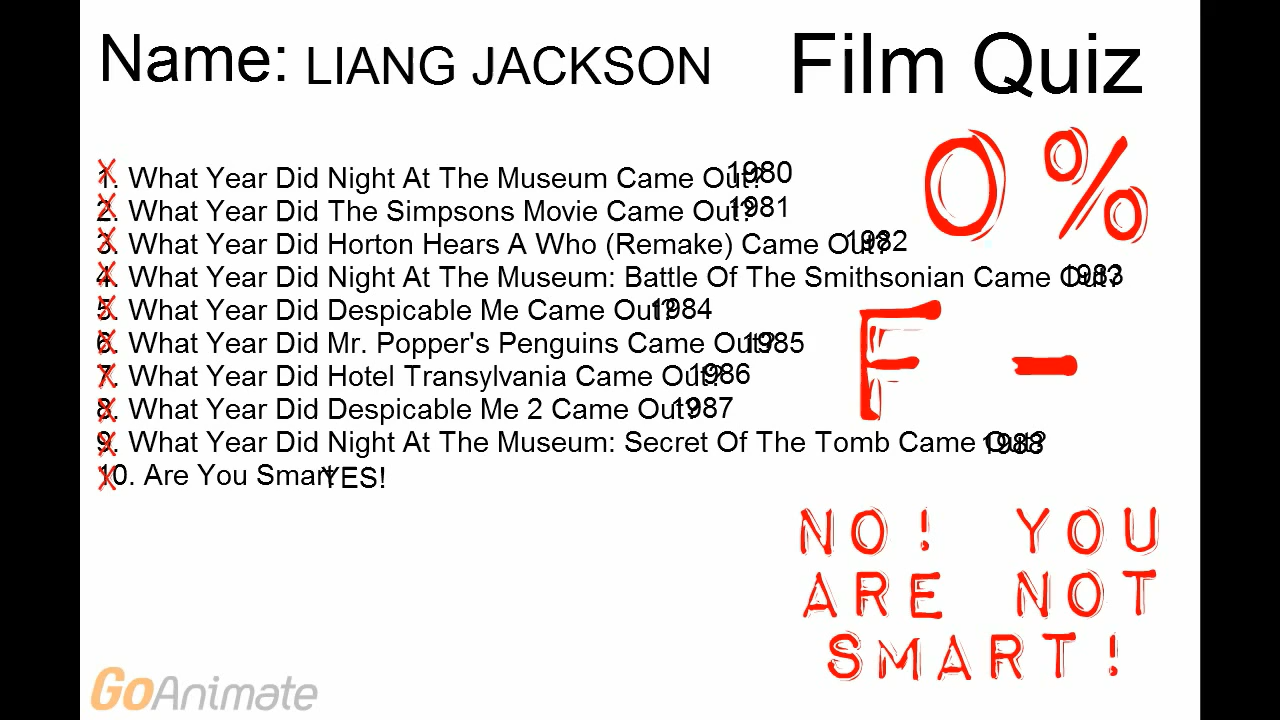 Name: LIANG JACKSON Film Quiz
0%
1. What Year Did Night At The Museum Came Out? 1980
2. What Year Did The Simpsons Movie Came Out? 1981
3. What Year Did Horton Hears A Who (Remake) Came Out? 1982
4. What Year Did Night At The Museum: Battle Of The Smithsonian Came Out? 1983
5. What Year Did Despicable Me Came Out? 1984
6. What Year Did Mr. Popper's Penguins Came Out? 1985
7. What Year Did Hotel Transylvania Came Out? 1986
8. What Year Did Despicable Me 2 Came Out? 1987
9. What Year Did Night At The Museum: Secret Of The Tomb Came Out? 1988
10. Are You Smart YES!
F -
NO! YOU
ARE NOT
SMART!
GoAnimate